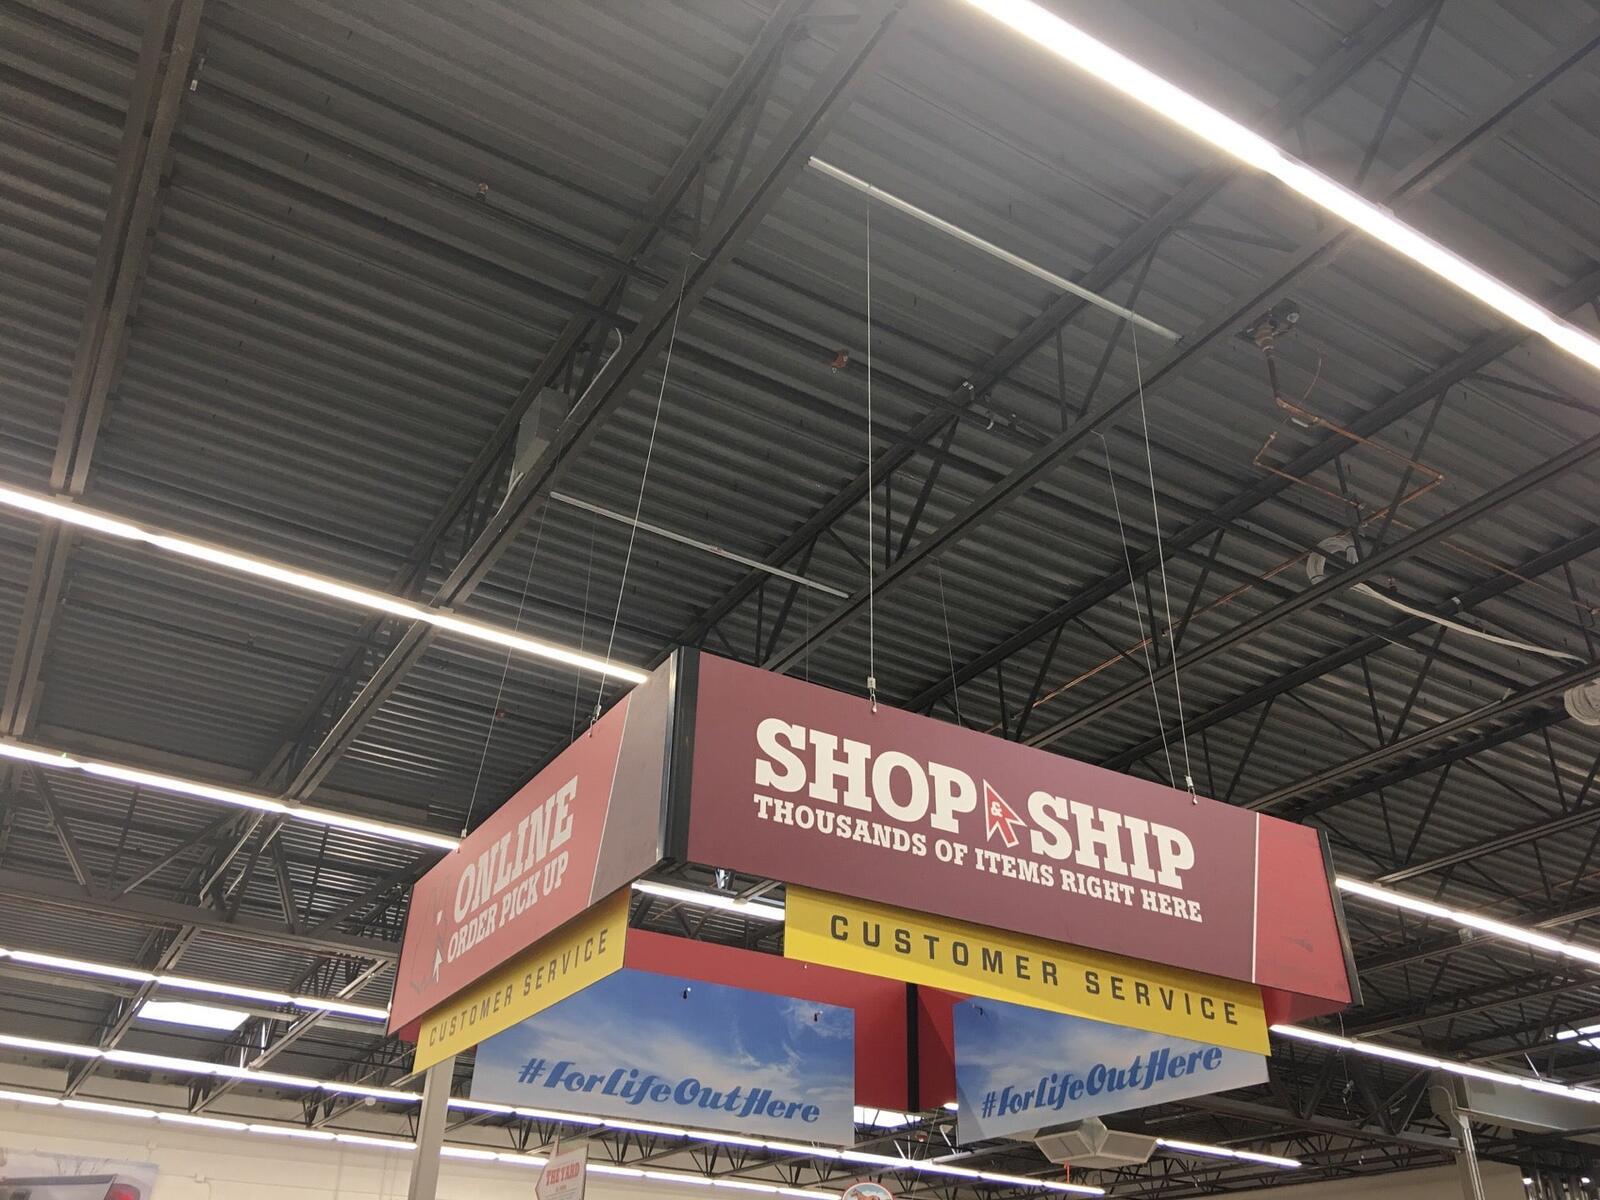 SHOP & SHIP
THOUSANDS OF ITEMS RIGHT HERE
CUSTOMER SERVICE
ONLINE
ORDER PICK UP
CUSTOMER SERVICE
#ForLifeOutHere
#ForLifeOutHere
THE YARD